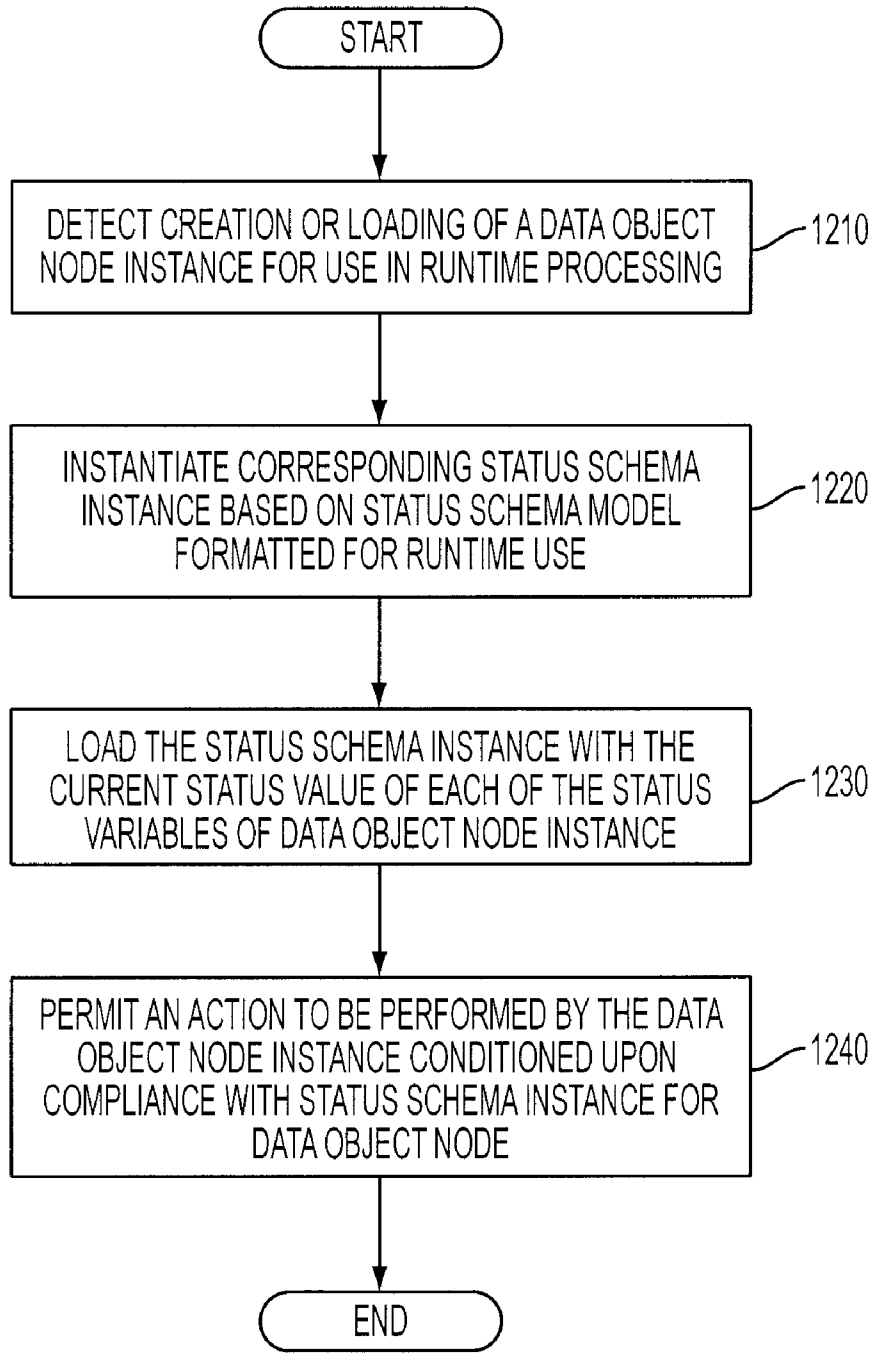 START
DETECT CREATION OR LOADING OF A DATA OBJECT
NODE INSTANCE FOR USE IN RUNTIME PROCESSING
1210
INSTANTIATE CORRESPONDING STATUS SCHEMA
INSTANCE BASED ON STATUS SCHEMA MODEL
FORMATTED FOR RUNTIME USE
1220
LOAD THE STATUS SCHEMA INSTANCE WITH THE
CURRENT STATUS VALUE OF EACH OF THE STATUS
VARIABLES OF DATA OBJECT NODE INSTANCE
1230
PERMIT AN ACTION TO BE PERFORMED BY THE DATA
OBJECT NODE INSTANCE CONDITIONED UPON
COMPLIANCE WITH STATUS SCHEMA INSTANCE FOR
DATA OBJECT NODE
1240
END